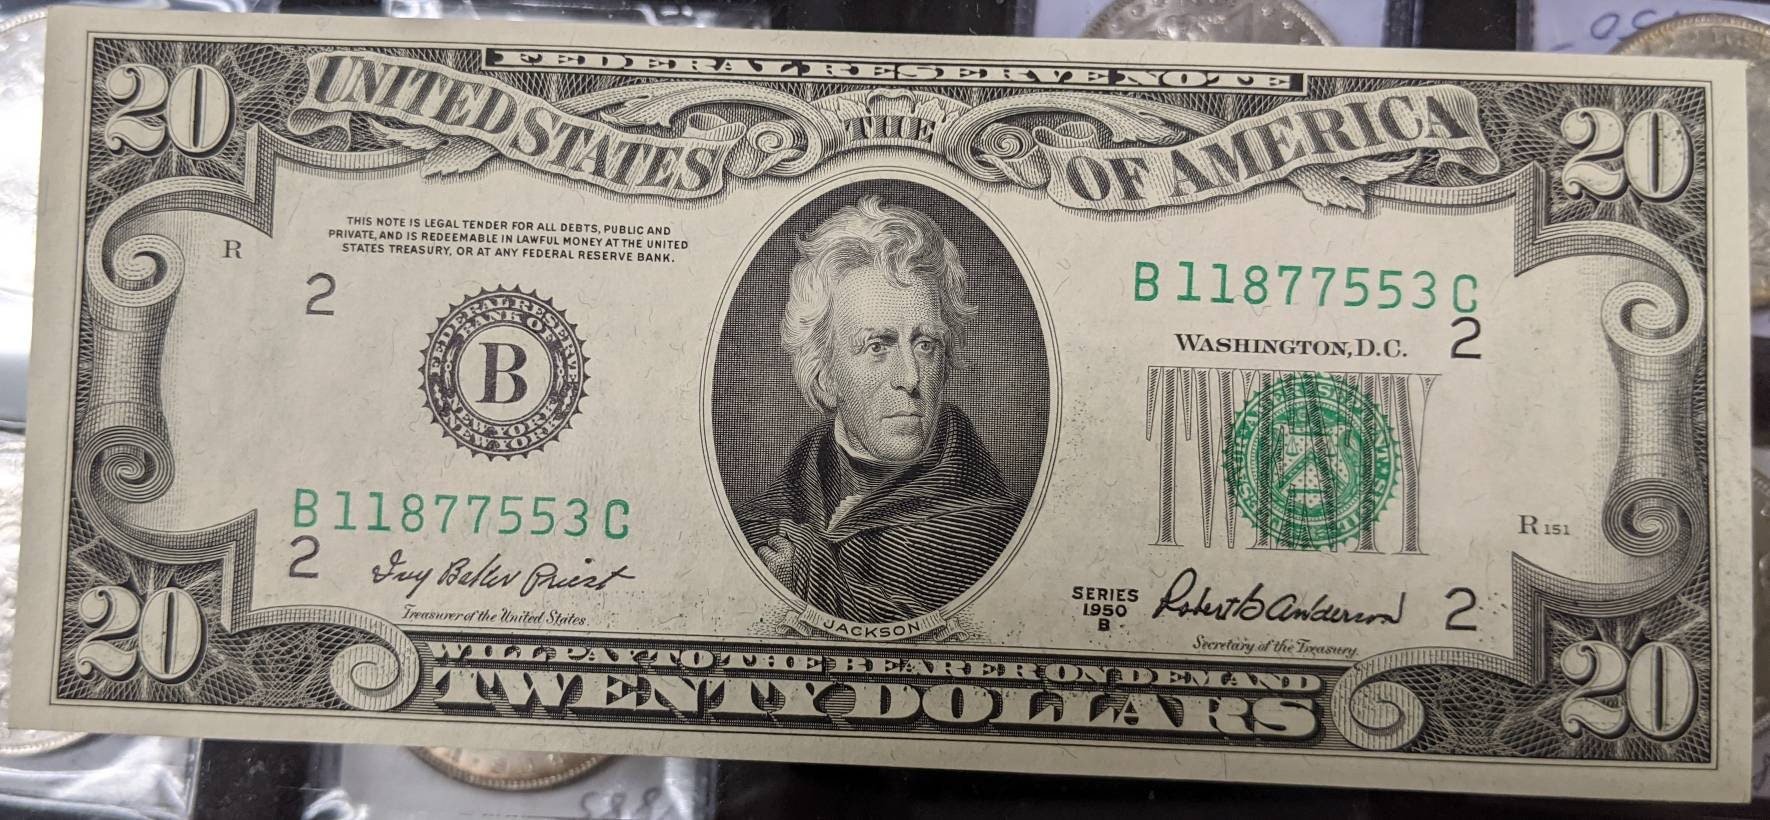 FEDERAL RESERVE NOTE
20 THE UNITED STATES OF AMERICA 20
THIS NOTE IS LEGAL TENDER FOR ALL DEBTS, PUBLIC AND
PRIVATE, AND IS REDEEMABLE IN LAWFUL MONEY AT THE UNITED
STATES TREASURY, OR AT ANY FEDERAL RESERVE BANK.
R
2
B 11877553 C
WASHINGTON, D.C.
2
FEDERAL RESERVE
BANK OF
B
NEW YORK
NEW YORK
B 11877553 C
R 151
2
Ivy Baker Priest
Treasurer of the United States.
SERIES
1950
B
Robert B Anderson
2
Secretary of the Treasury.
JACKSON
WILL PAY TO THE BEARER ON DEMAND
20 TWENTY DOLLARS 20